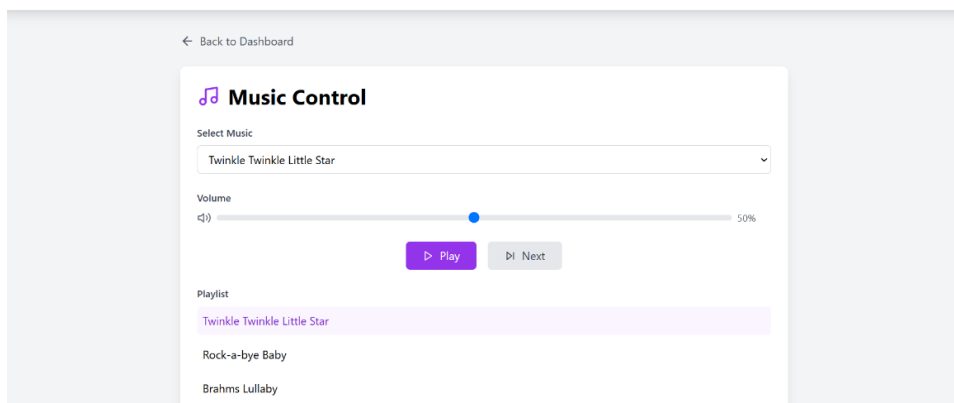 Back to Dashboard
Music Control
Select Music
Twinkle Twinkle Little Star
Volume
50%
Play Next
Playlist
Twinkle Twinkle Little Star
Rock-a-bye Baby
Brahms Lullaby